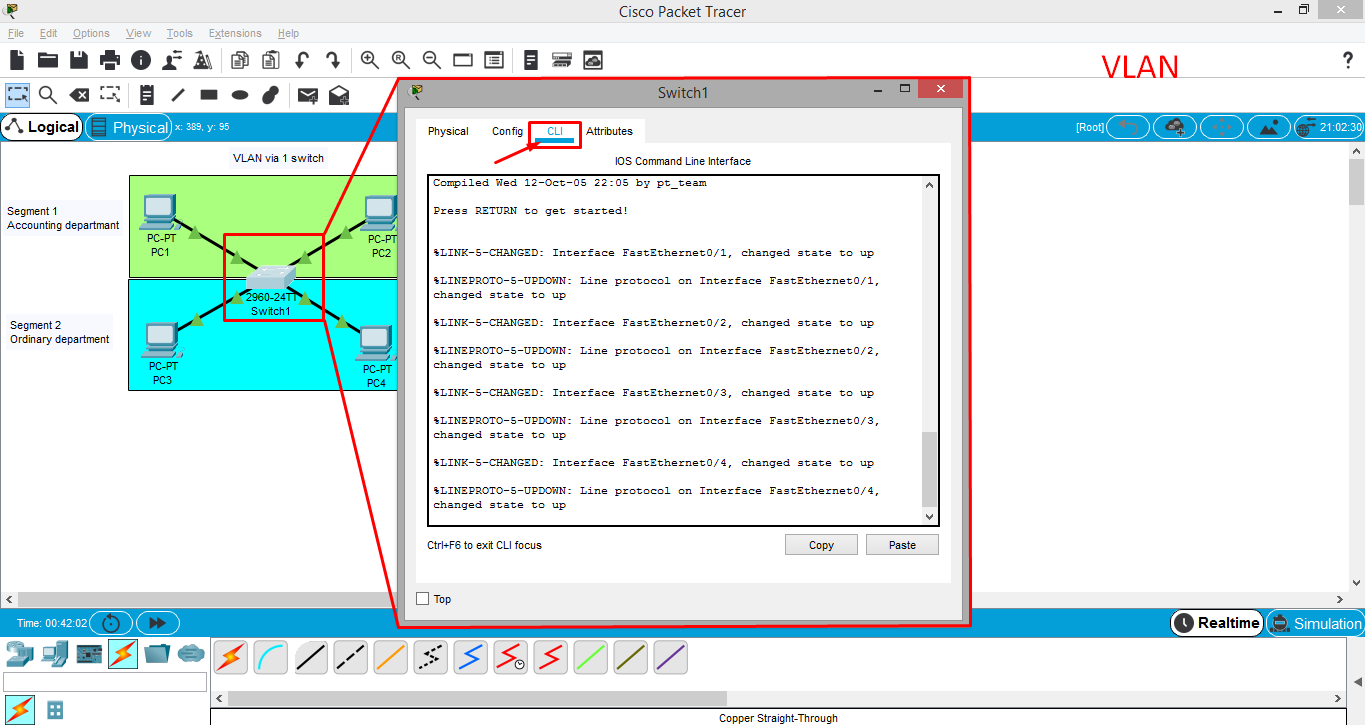 Cisco Packet Tracer
File Edit Options View Tools Extensions Help
VLAN
?
Logical
Physical
x: 389, y: 95
[Root]
21:02:30
VLAN via 1 switch
Segment 1
Accounting departmant
PC-PT
PC1
PC-PT
PC2
2960-24TT
Switch1
Segment 2
Ordinary department
PC-PT
PC3
PC-PT
PC4
Switch1
Physical Config CLI Attributes
IOS Command Line Interface
Compiled Wed 12-Oct-05 22:05 by pt_team
Press RETURN to get started!
%LINK-5-CHANGED: Interface FastEthernet0/1, changed state to up
%LINEPROTO-5-UPDOWN: Line protocol on Interface FastEthernet0/1,
changed state to up
%LINK-5-CHANGED: Interface FastEthernet0/2, changed state to up
%LINEPROTO-5-UPDOWN: Line protocol on Interface FastEthernet0/2,
changed state to up
%LINK-5-CHANGED: Interface FastEthernet0/3, changed state to up
%LINEPROTO-5-UPDOWN: Line protocol on Interface FastEthernet0/3,
changed state to up
%LINK-5-CHANGED: Interface FastEthernet0/4, changed state to up
%LINEPROTO-5-UPDOWN: Line protocol on Interface FastEthernet0/4,
changed state to up
Ctrl+F6 to exit CLI focus
Copy
Paste
Top
Time: 00:42:02
Realtime
Simulation
Copper Straight-Through